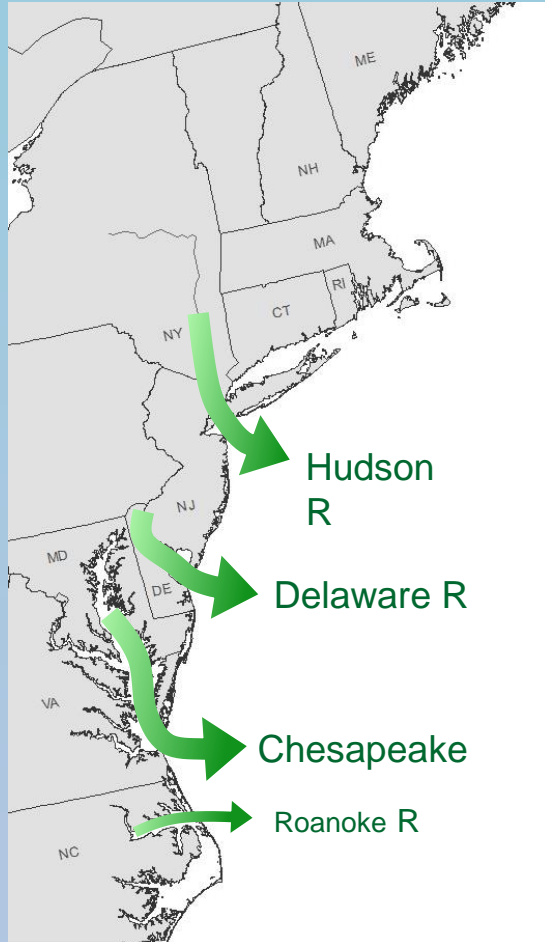 ME
NH
MA
RI
CT
NY
Hudson
R
NJ
MD
DE
Delaware R
VA
Chesapeake
Roanoke R
NC